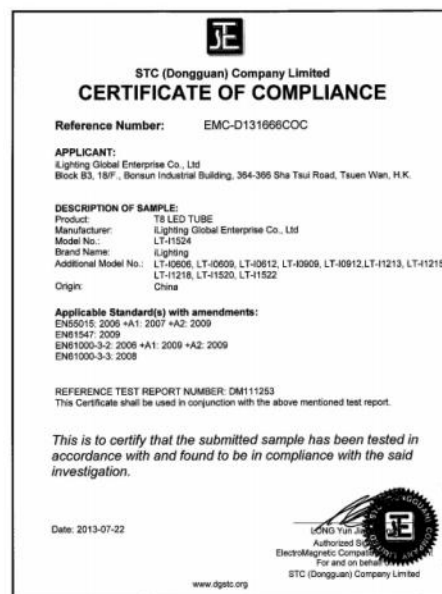 STC (Dongguan) Company Limited
CERTIFICATE OF COMPLIANCE
Reference Number: EMC-D131666COC
APPLICANT:
iLighting Global Enterprise Co., Ltd
Block B3, 18/F., Bonsun Industrial Building, 364-366 Sha Tsui Road, Tsuen Wan, H.K.
DESCRIPTION OF SAMPLE:
Product: T8 LED TUBE
Manufacturer: iLighting Global Enterprise Co., Ltd
Model No.: LT-I1524
Brand Name: iLighting
Additional Model No.: LT-I0606, LT-I0609, LT-I0612, LT-I0909, LT-I0912,LT-I1213, LT-I1215
LT-I1218, LT-I1520, LT-I1522
Origin: China
Applicable Standard(s) with amendments:
EN55015: 2006 +A1: 2007 +A2: 2009
EN61547: 2009
EN61000-3-2: 2006 +A1: 2009 +A2: 2009
EN61000-3-3: 2008
REFERENCE TEST REPORT NUMBER: DM111253
This Certificate shall be used in conjunction with the above mentioned test report.
This is to certify that the submitted sample has been tested in
accordance with and found to be in compliance with the said
investigation.
Date: 2013-07-22
LONG Yun
Authorized
ElectroMagnetic
For and on behalf
STC (Dongguan) Company Limited
www.dgstc.org